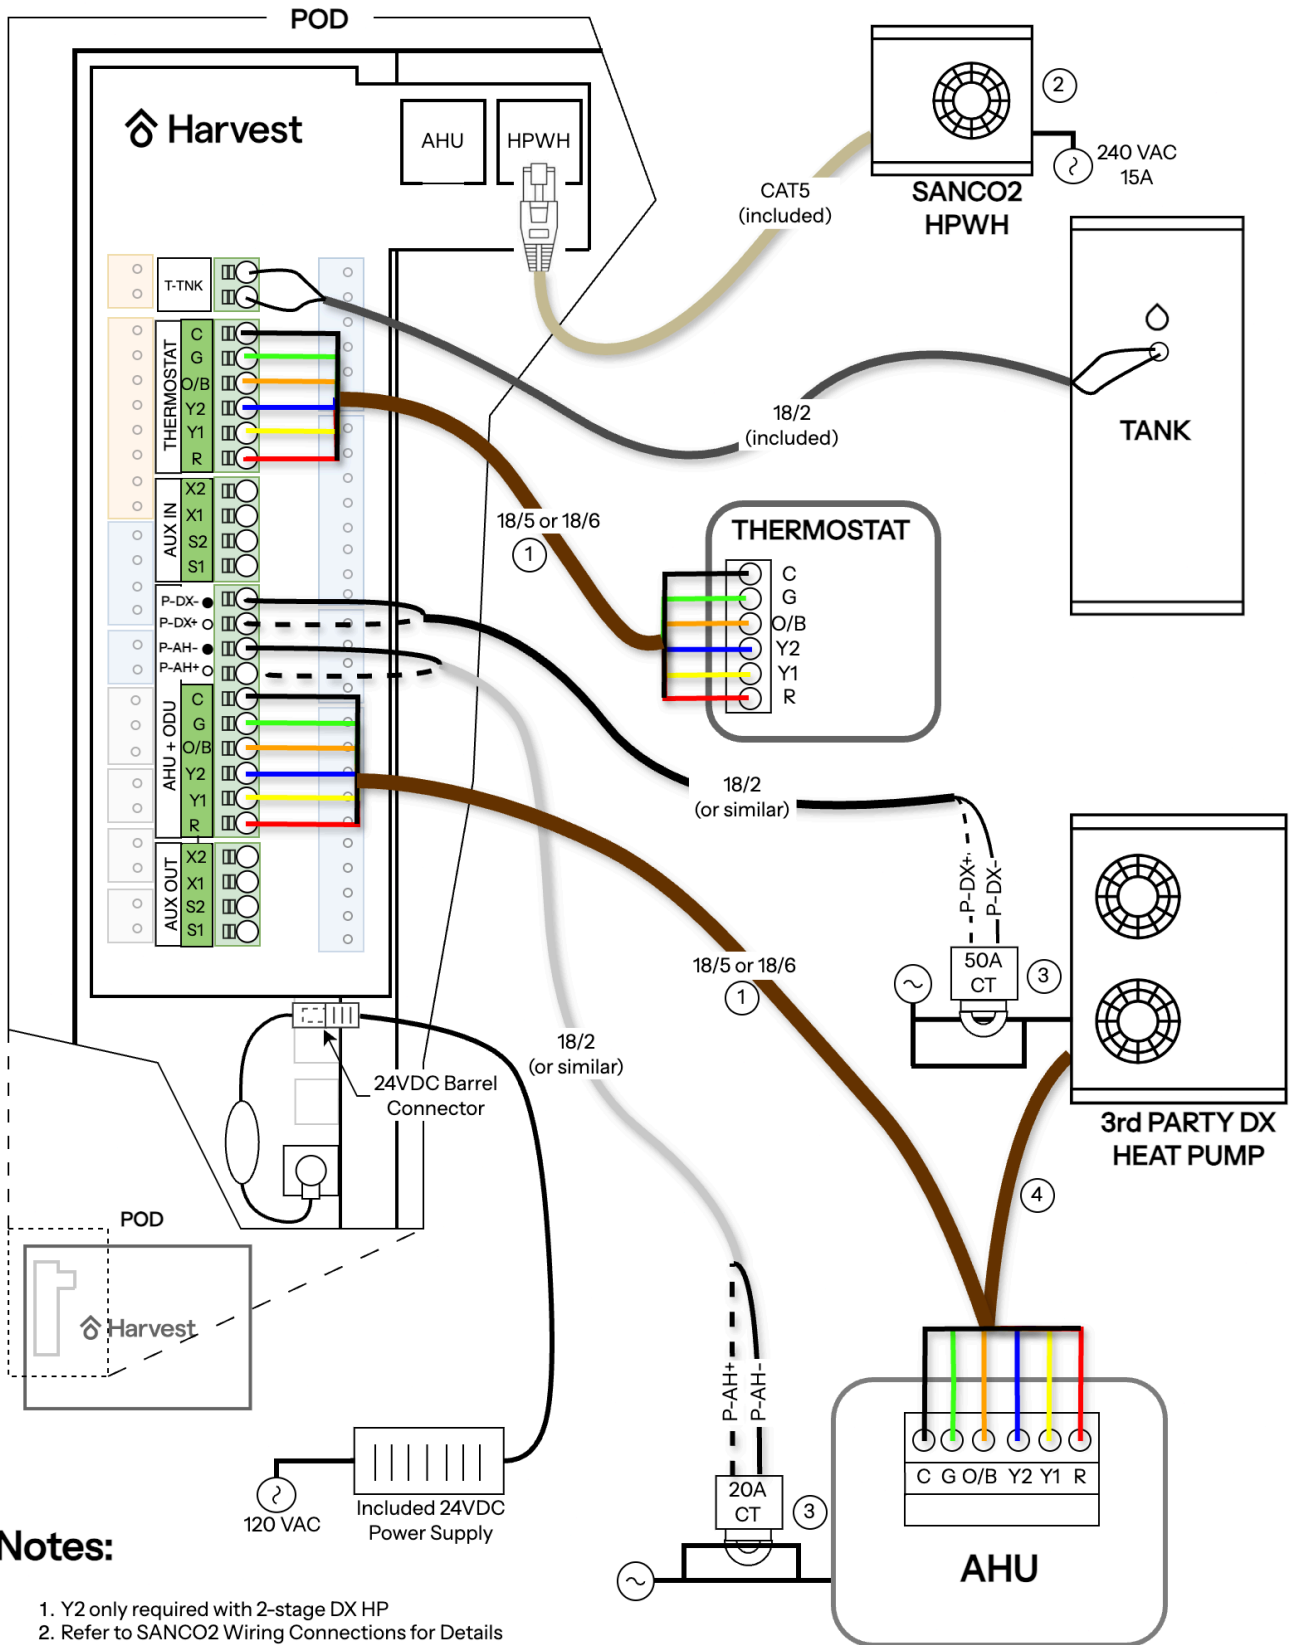 POD
Harvest
AHU
HPWH
2
240 VAC
15A
SANCO2
HPWH
CAT5
(included)
T-TNK
THERMOSTAT
C
G
O/B
Y2
Y1
R
18/2
(included)
TANK
AUX IN
X2
X1
S2
S1
18/5 or 18/6
1
THERMOSTAT
C
G
O/B
Y2
Y1
R
P-DX-
P-DX+
P-AH-
P-AH+
AHU + ODU
C
G
O/B
Y2
Y1
R
18/2
(or similar)
AUX OUT
X2
X1
S2
S1
P-DX+
P-DX-
50A
CT
3
18/5 or 18/6
1
18/2
(or similar)
24VDC Barrel
Connector
3rd PARTY DX
HEAT PUMP
4
POD
Harvest
P-AH+
P-AH-
20A
CT
3
C G O/B Y2 Y1 R
AHU
120 VAC
Included 24VDC
Power Supply
Notes:
1. Y2 only required with 2-stage DX HP
2. Refer to SANCO2 Wiring Connections for Details